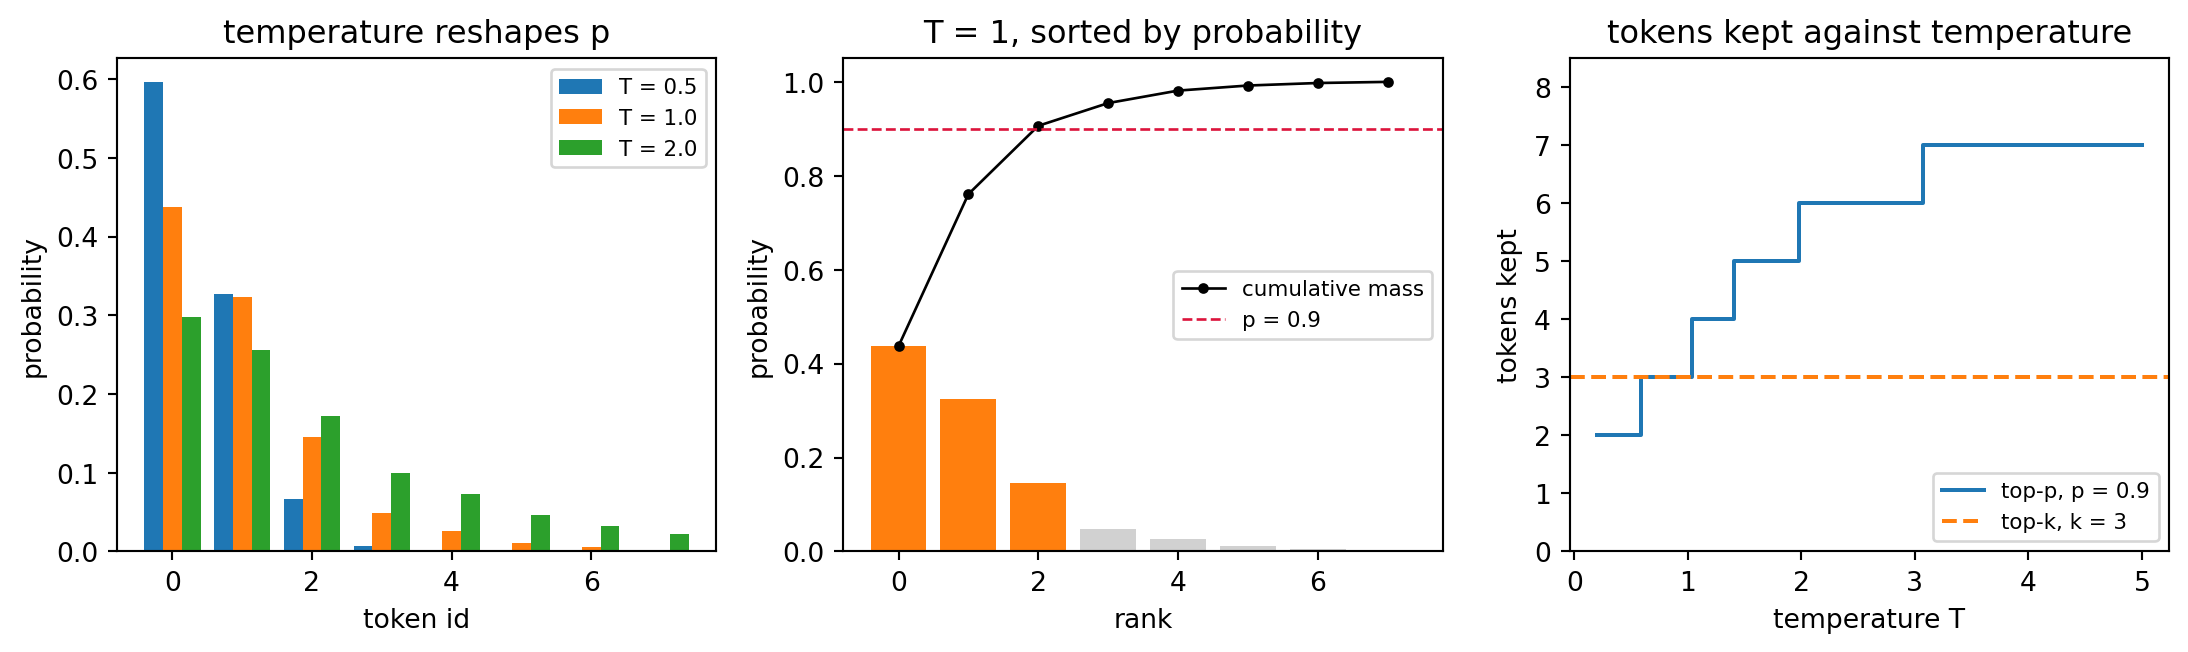 temperature reshapes p
0.6
0.5
0.4
0.3
0.2
0.1
0.0
probability
T = 0.5
T = 1.0
T = 2.0
0
2
4
6
token id
T = 1, sorted by probability
1.0
0.8
0.6
0.4
0.2
0.0
probability
cumulative mass
p = 0.9
0
2
4
6
rank
tokens kept against temperature
8
7
6
5
4
3
2
1
0
tokens kept
top-p, p = 0.9
top-k, k = 3
0
1
2
3
4
5
temperature T